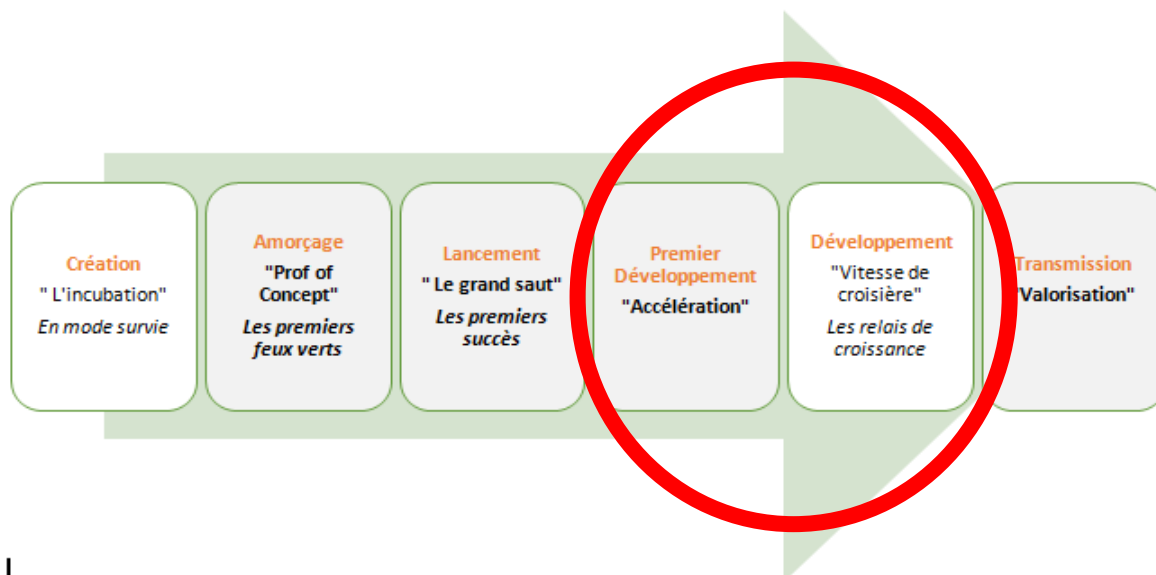 Création
" L'incubation"
En mode survie
Amorçage
"Prof of
Concept"
Les premiers
feux verts
Lancement
" Le grand saut"
Les premiers
succès
Premier
Développement
"Accélération"
Développement
"Vitesse de
croisière"
Les relais de
croissance
Transmission
"Valorisation"